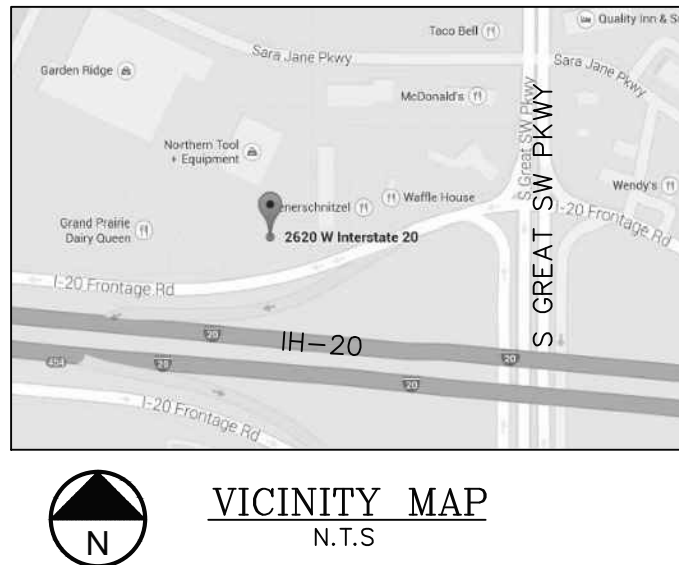 Quality Inn & S
Taco Bell
Sara Jane Pkwy
Sara Jane Pkwy
Garden Ridge
McDonald's
S Great SW Pkwy
S GREAT SW PKWY
Northern Tool
+ Equipment
Wendy's
enerschnitzel
Waffle House
I-20 Frontage Rd
Grand Prairie
Dairy Queen
2620 W Interstate 20
I-20 Frontage Rd
20
IH-20
20
454
20
20
I-20 Frontage Rd
N
VICINITY MAP
N.T.S